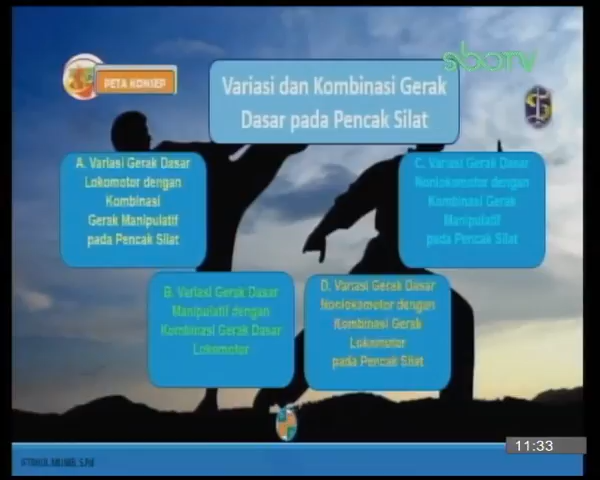 sboTV
PETA KONSEP
Variasi dan Kombinasi Gerak
Dasar pada Pencak Silat
A. Variasi Gerak Dasar
Lokomotor dengan
Kombinasi
Gerak Manipulatif
pada Pencak Silat
C. Variasi Gerak Dasar
Nonlokomotor dengan
Kombinasi Gerak
Manipulatif
pada Pencak Silat
B. Variasi Gerak Dasar
Manipulatif dengan
Kombinasi Gerak Dasar
Lokomotor
D. Variasi Gerak Dasar
Nonlokomotor dengan
Kombinasi Gerak
Lokomotor
pada Pencak Silat
11:33
S.Pd